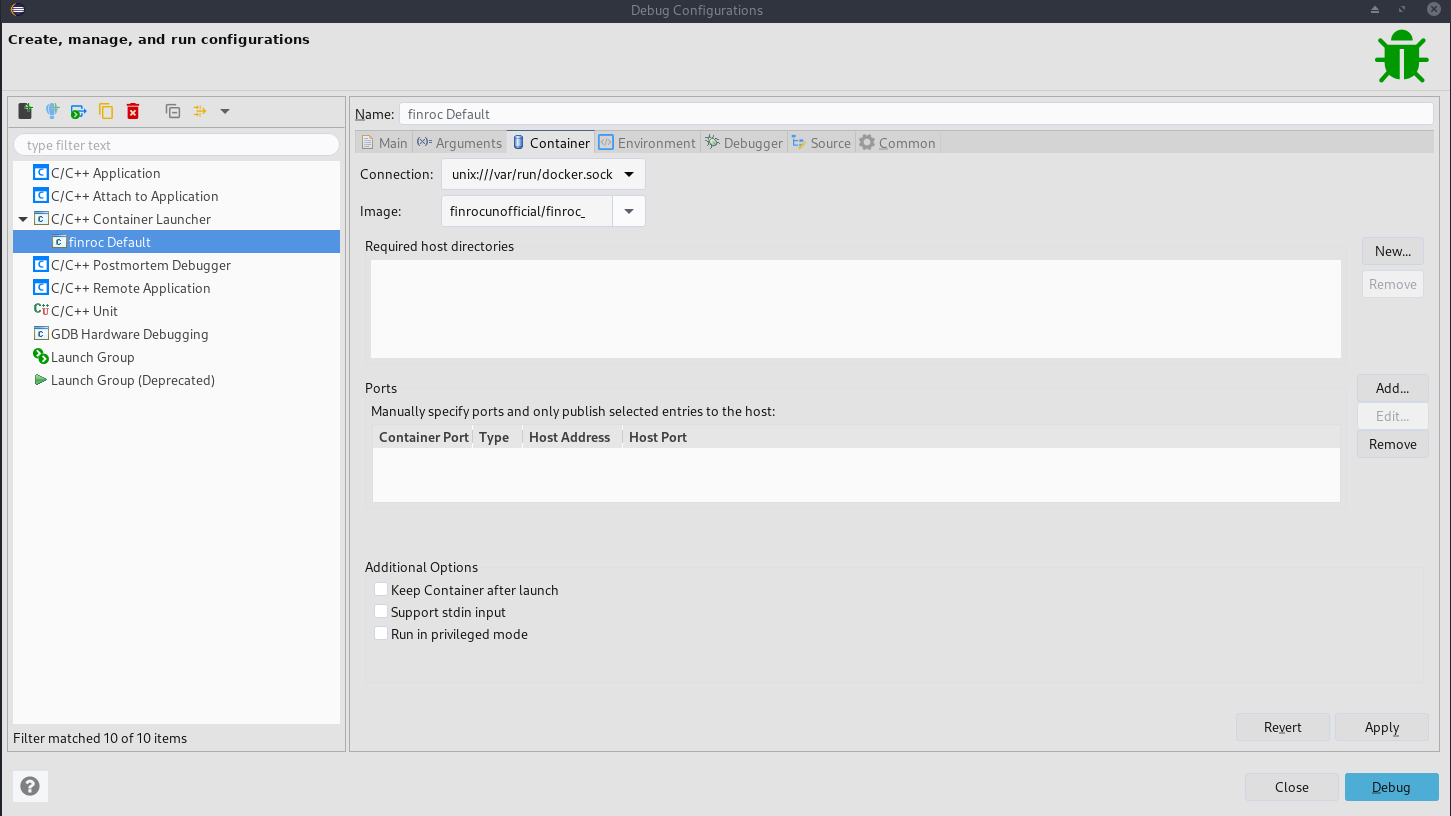 Debug Configurations
Create, manage, and run configurations
type filter text
C/C++ Application
C/C++ Attach to Application
C/C++ Container Launcher
finroc Default
C/C++ Postmortem Debugger
C/C++ Remote Application
C/C++ Unit
GDB Hardware Debugging
Launch Group
Launch Group (Deprecated)
Filter matched 10 of 10 items
Name: finroc Default
Main Arguments Container Environment Debugger Source Common
Connection: unix:///var/run/docker.sock
Image: finrocunofficial/finroc_
Required host directories
New...
Remove
Ports
Add...
Manually specify ports and only publish selected entries to the host:
Edit...
Container Port Type Host Address Host Port
Remove
Additional Options
Keep Container after launch
Support stdin input
Run in privileged mode
Revert Apply
Close Debug